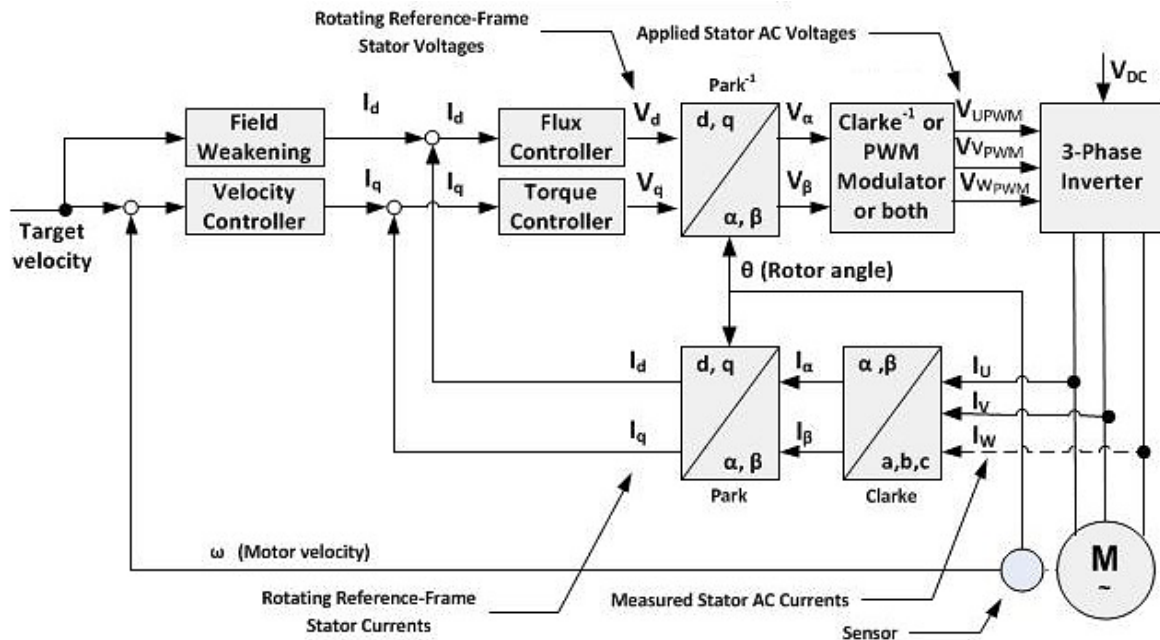 Rotating Reference-Frame
Stator Voltages
Applied Stator AC Voltages
Park⁻¹
V_DC
I_d
I_d
V_d
V_α
V_UPWM
Field
Weakening
Flux
Controller
d, q
Clarke⁻¹ or
PWM
Modulator
or both
3-Phase
Inverter
V_VPWM
I_q
I_q
V_q
V_β
V_WPWM
Velocity
Controller
Torque
Controller
α, β
Target
velocity
θ (Rotor angle)
I_d
d, q
I_α
α ,β
I_U
I_V
I_q
α, β
I_β
a,b,c
I_W
Park
Clarke
ω (Motor velocity)
M
~
Rotating Reference-Frame
Stator Currents
Measured Stator AC Currents
Sensor